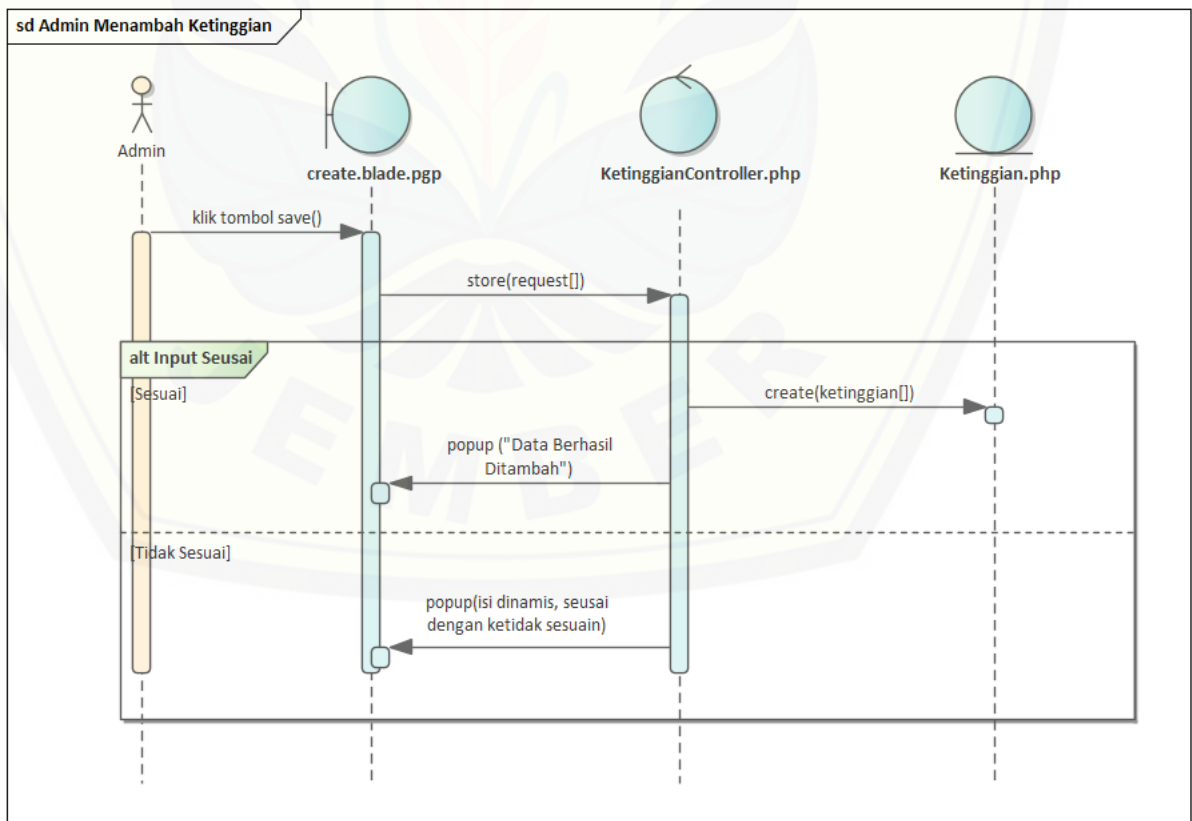 sd Admin Menambah Ketinggian
Admin
create.blade.pgp
KetinggianController.php
Ketinggian.php
klik tombol save()
store(request[])
alt Input Seusai
[Sesuai]
create(ketinggian[])
popup ("Data Berhasil
Ditambah")
[Tidak Sesuai]
popup(isi dinamis, seusai
dengan ketidak sesuain)
JEMBER